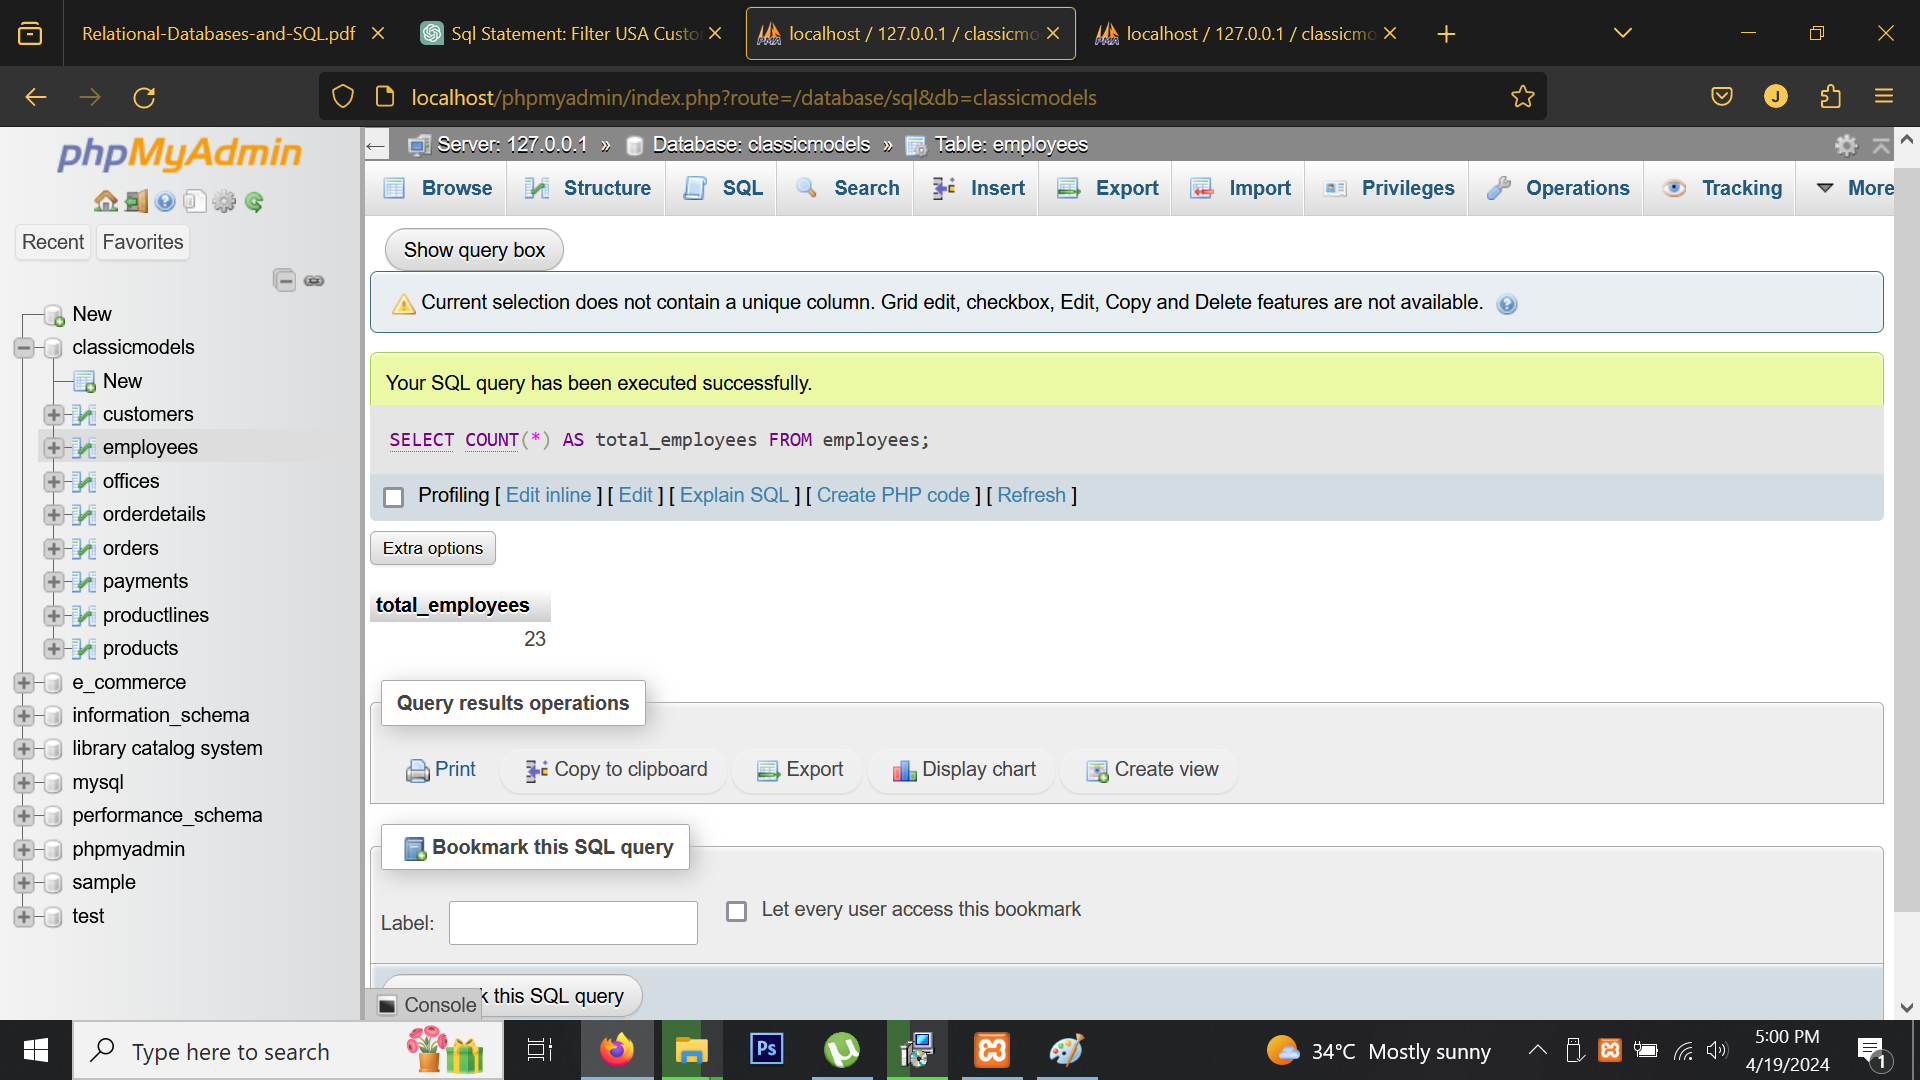 Relational-Databases-and-SQL.pdf
Sql Statement: Filter USA Custo
localhost / 127.0.0.1 / classicmo
localhost / 127.0.0.1 / classicmo
localhost/phpmyadmin/index.php?route=/database/sql&db=classicmodels
J
phpMyAdmin
Recent
Favorites
New
classicmodels
New
customers
employees
offices
orderdetails
orders
payments
productlines
products
e_commerce
information_schema
library catalog system
mysql
performance_schema
phpmyadmin
sample
test
Server: 127.0.0.1 » Database: classicmodels » Table: employees
Browse
Structure
SQL
Search
Insert
Export
Import
Privileges
Operations
Tracking
More
Show query box
Current selection does not contain a unique column. Grid edit, checkbox, Edit, Copy and Delete features are not available.
Your SQL query has been executed successfully.
SELECT COUNT(*) AS total_employees FROM employees;
Profiling [ Edit inline ] [ Edit ] [ Explain SQL ] [ Create PHP code ] [ Refresh ]
Extra options
total_employees
23
Query results operations
Print
Copy to clipboard
Export
Display chart
Create view
Bookmark this SQL query
Label:
Let every user access this bookmark
Console
k this SQL query
Type here to search
Ps
34°C Mostly sunny
5:00 PM
4/19/2024
1